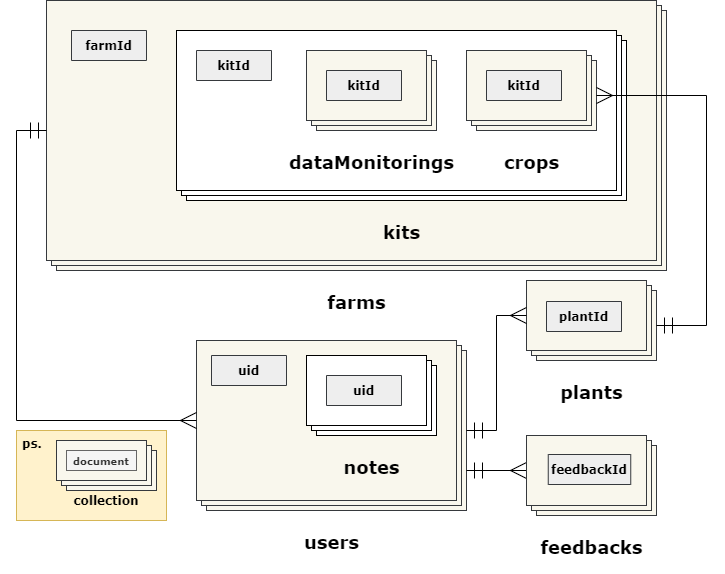 farmId
kitId
kitId
kitId
dataMonitorings
crops
kits
farms
plantId
plants
uid
uid
notes
users
feedbackId
feedbacks
ps.
document
collection